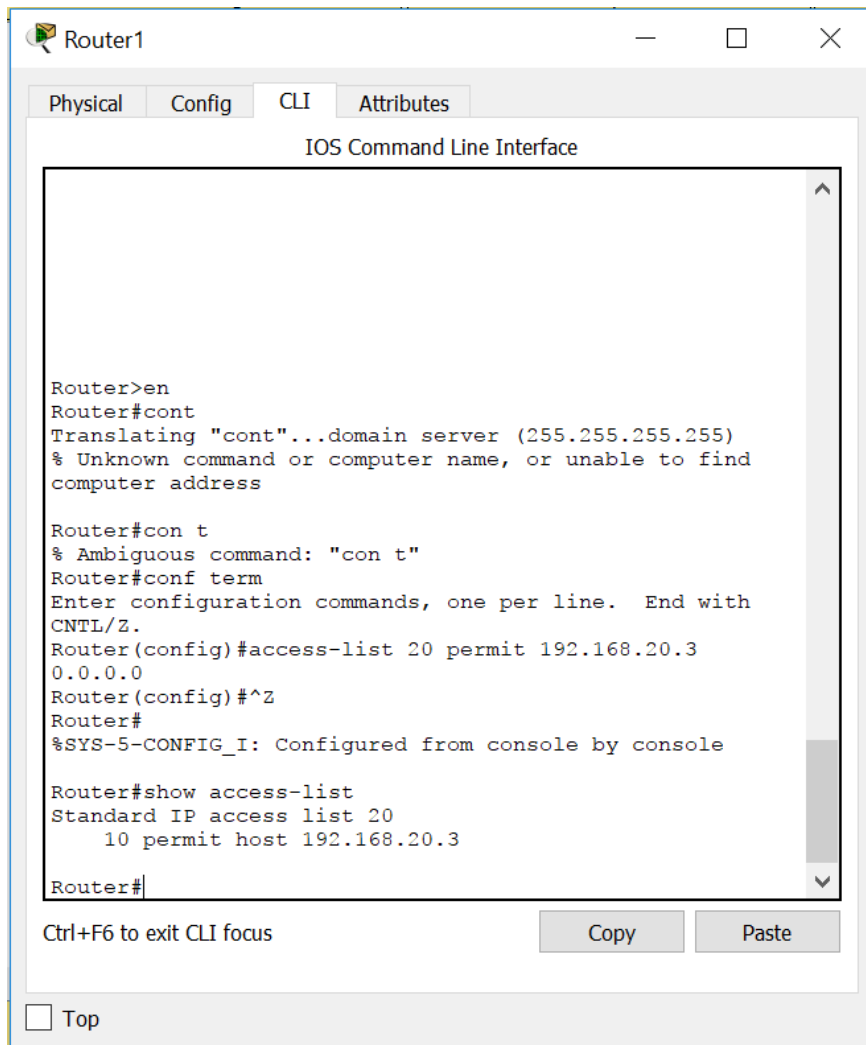 Router1
Physical Config CLI Attributes
IOS Command Line Interface
Router>en
Router#cont
Translating "cont"...domain server (255.255.255.255)
% Unknown command or computer name, or unable to find
computer address
Router#con t
% Ambiguous command: "con t"
Router#conf term
Enter configuration commands, one per line.  End with
CNTL/Z.
Router(config)#access-list 20 permit 192.168.20.3
0.0.0.0
Router(config)#^Z
Router#
%SYS-5-CONFIG_I: Configured from console by console
Router#show access-list
Standard IP access list 20
    10 permit host 192.168.20.3
Router#
Ctrl+F6 to exit CLI focus Copy Paste
Top